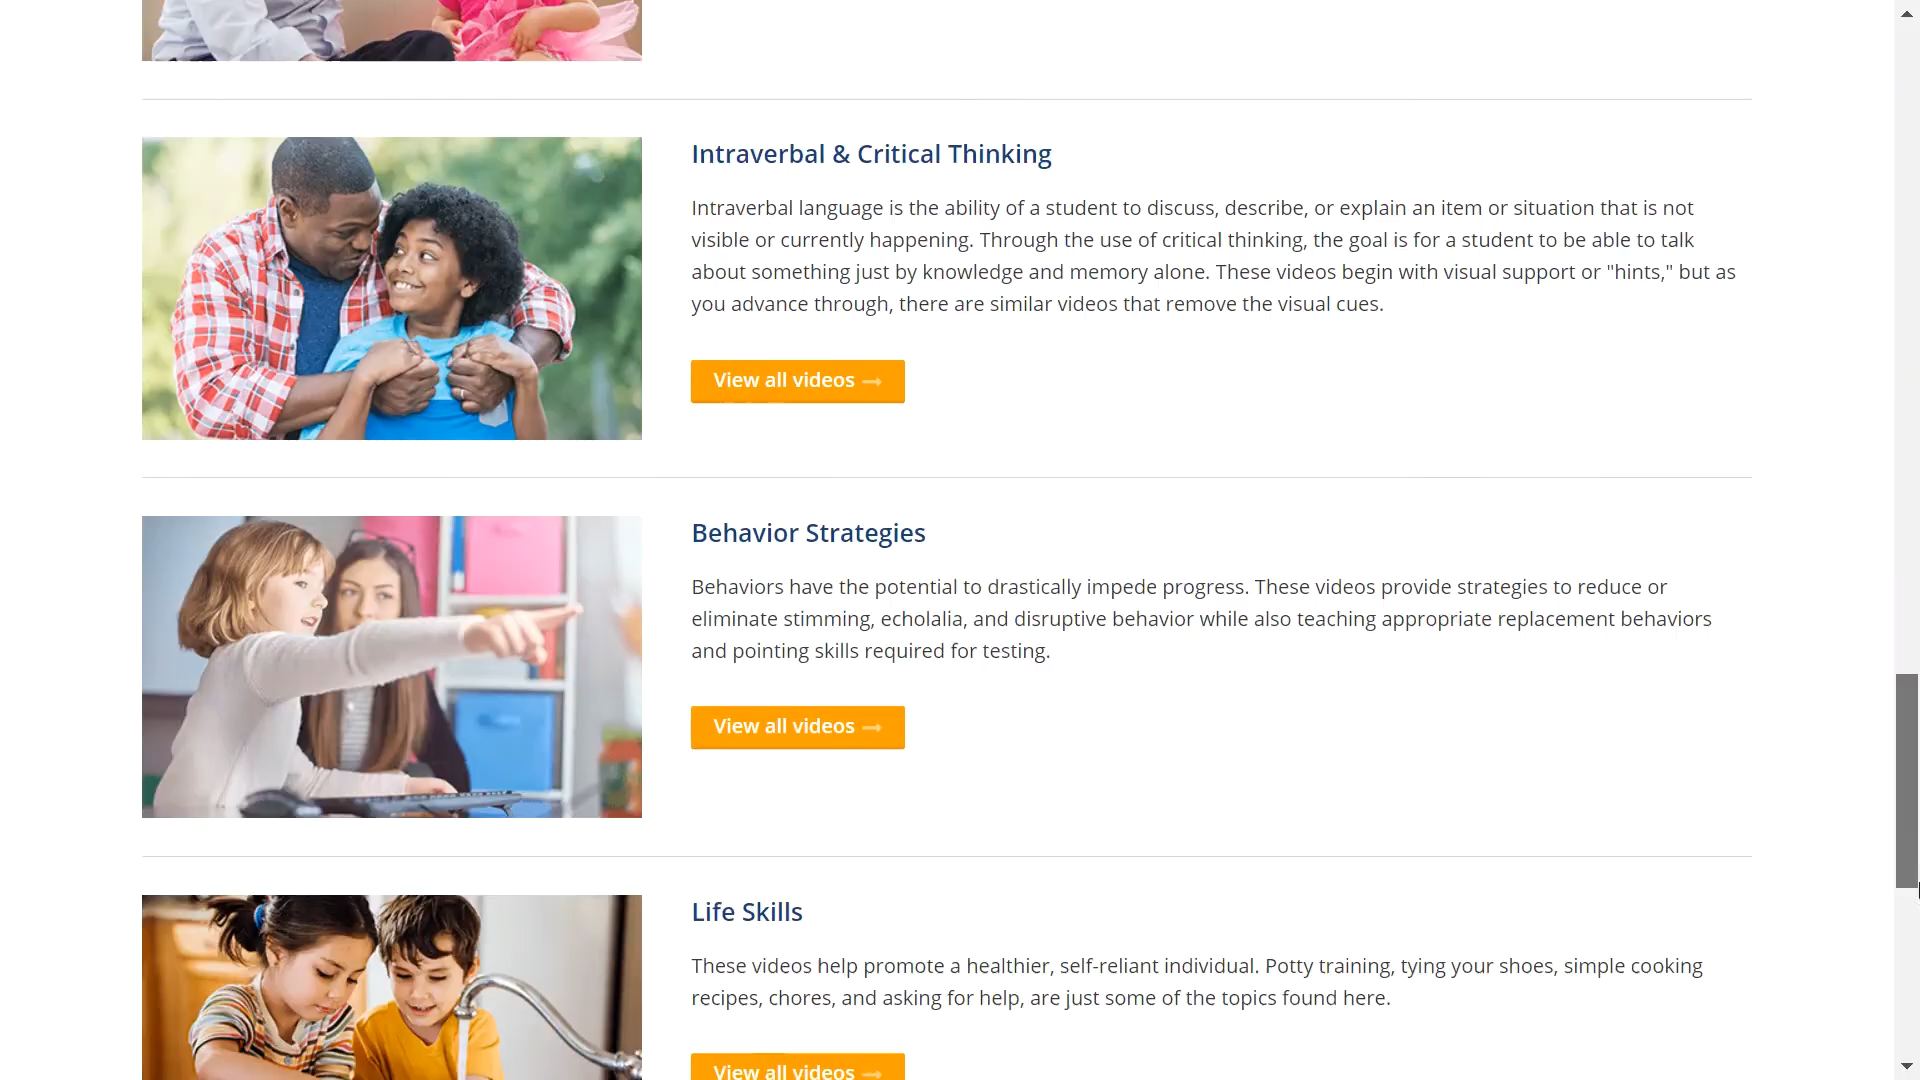 Intraverbal & Critical Thinking
Intraverbal language is the ability of a student to discuss, describe, or explain an item or situation that is not
visible or currently happening. Through the use of critical thinking, the goal is for a student to be able to talk
about something just by knowledge and memory alone. These videos begin with visual support or "hints," but as
you advance through, there are similar videos that remove the visual cues.
View all videos →
Behavior Strategies
Behaviors have the potential to drastically impede progress. These videos provide strategies to reduce or
eliminate stimming, echolalia, and disruptive behavior while also teaching appropriate replacement behaviors
and pointing skills required for testing.
View all videos →
Life Skills
These videos help promote a healthier, self-reliant individual. Potty training, tying your shoes, simple cooking
recipes, chores, and asking for help, are just some of the topics found here.
View all videos →